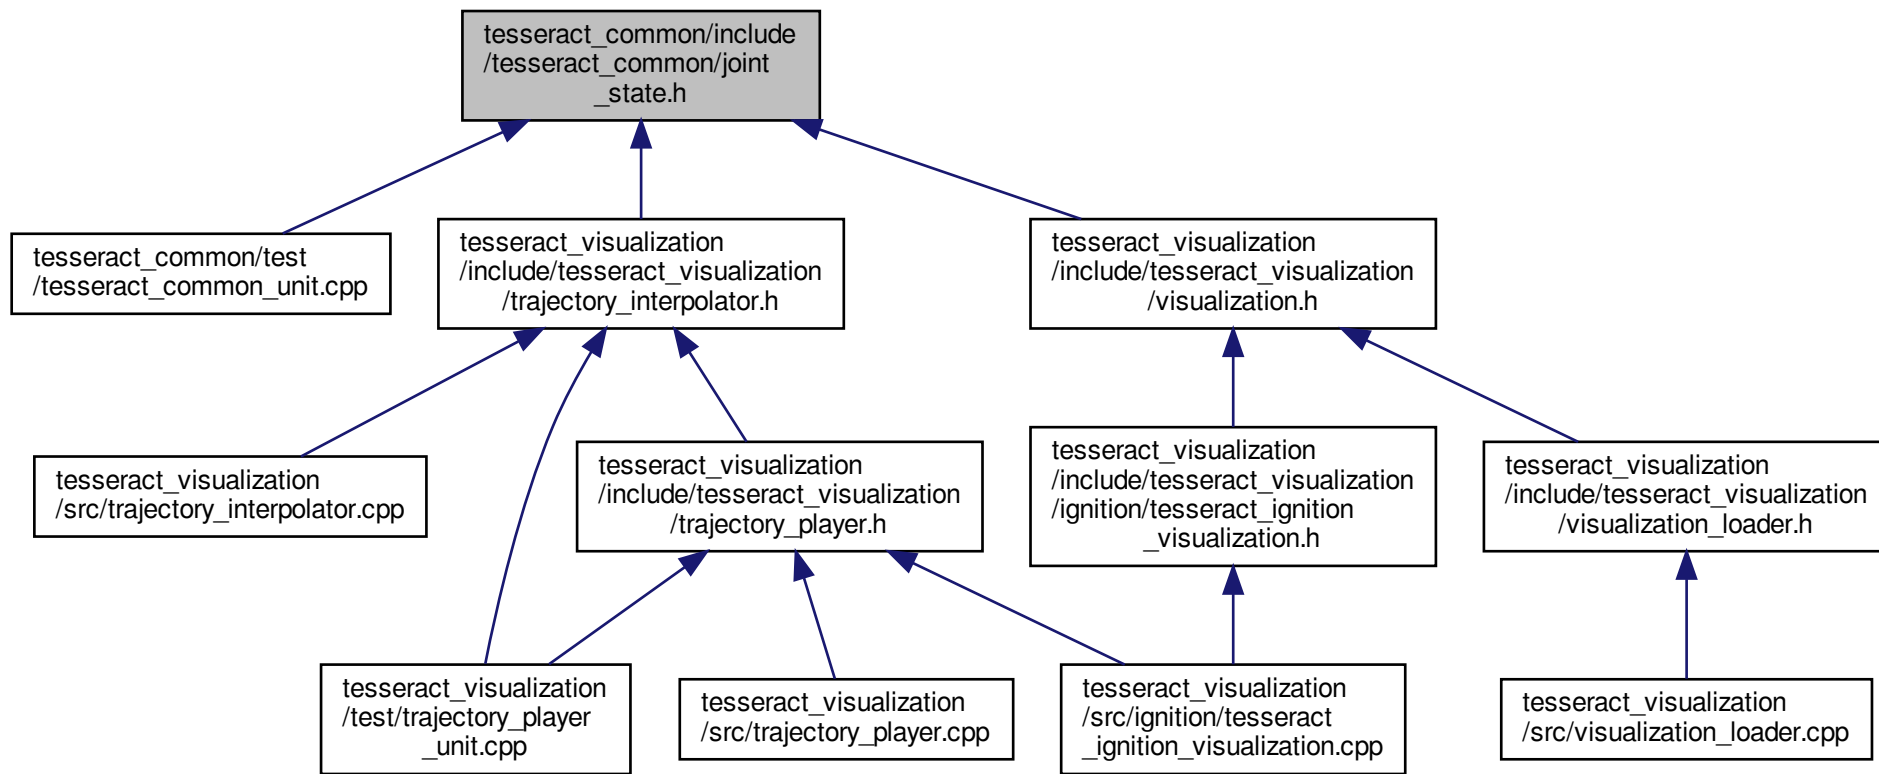 tesseract_common/include
/tesseract_common/joint
_state.h
tesseract_common/test
/tesseract_common_unit.cpp
tesseract_visualization
/include/tesseract_visualization
/trajectory_interpolator.h
tesseract_visualization
/include/tesseract_visualization
/visualization.h
tesseract_visualization
/src/trajectory_interpolator.cpp
tesseract_visualization
/include/tesseract_visualization
/trajectory_player.h
tesseract_visualization
/include/tesseract_visualization
/ignition/tesseract_ignition
_visualization.h
tesseract_visualization
/include/tesseract_visualization
/visualization_loader.h
tesseract_visualization
/test/trajectory_player
_unit.cpp
tesseract_visualization
/src/trajectory_player.cpp
tesseract_visualization
/src/ignition/tesseract
_ignition_visualization.cpp
tesseract_visualization
/src/visualization_loader.cpp